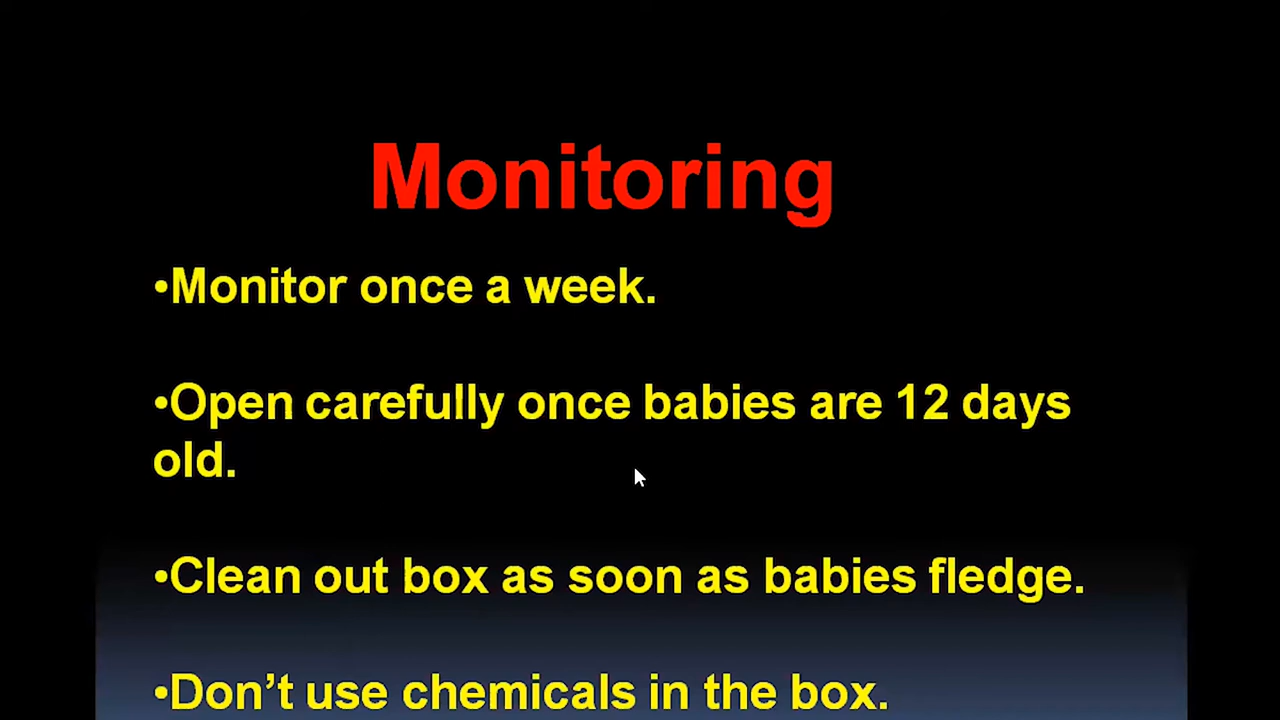 Monitoring
•Monitor once a week.
•Open carefully once babies are 12 days
old.
•Clean out box as soon as babies fledge.
•Don’t use chemicals in the box.